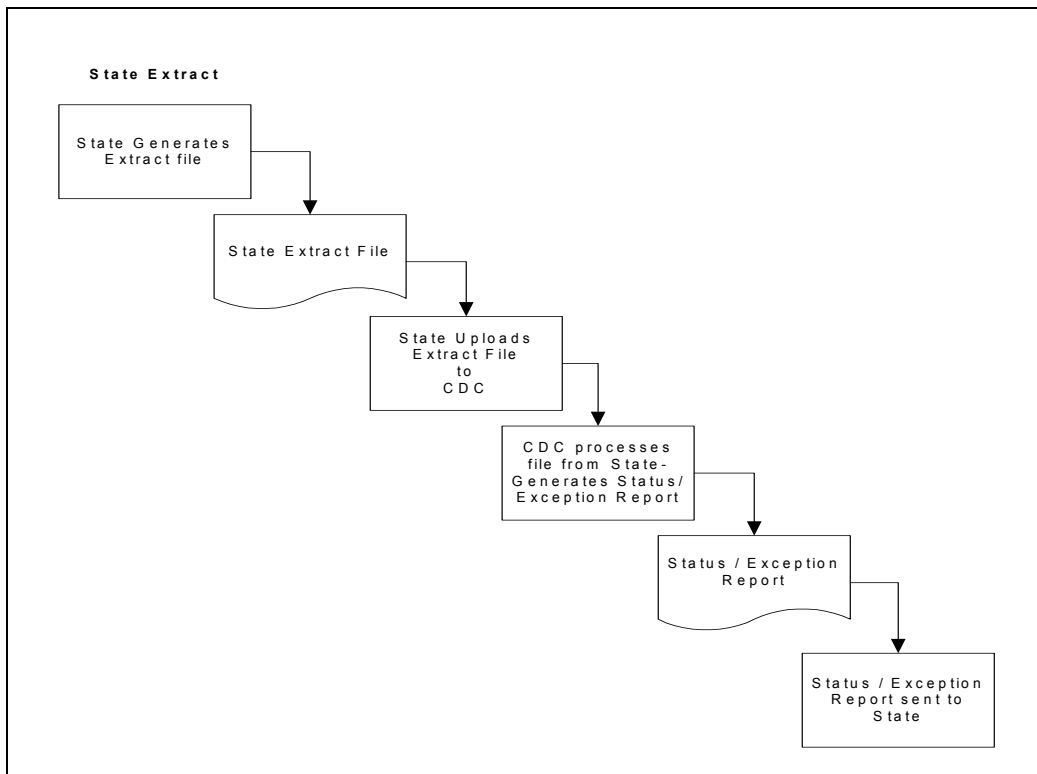 State Extract
State Generates
Extract file
State Extract File
State Uploads
Extract File
to
CDC
CDC processes
file from State-
Generates Status/
Exception Report
Status / Exception
Report
Status / Exception
Report sent to
State